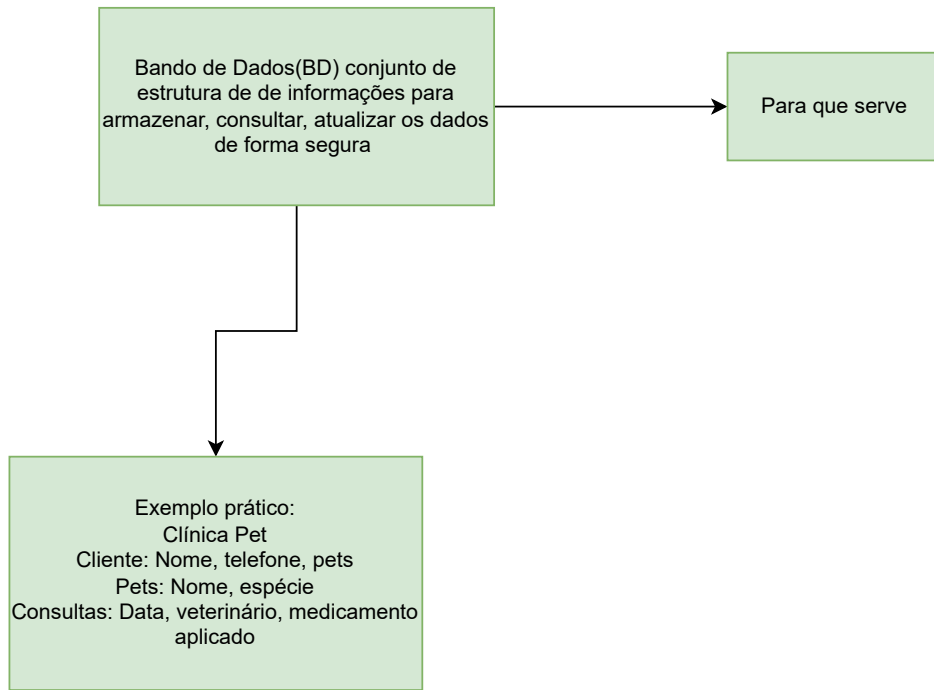 Bando de Dados(BD) conjunto de
estrutura de de informações para
armazenar, consultar, atualizar os dados
de forma segura
Para que serve
Exemplo prático:
Clínica Pet
Cliente: Nome, telefone, pets
Pets: Nome, espécie
Consultas: Data, veterinário, medicamento
aplicado